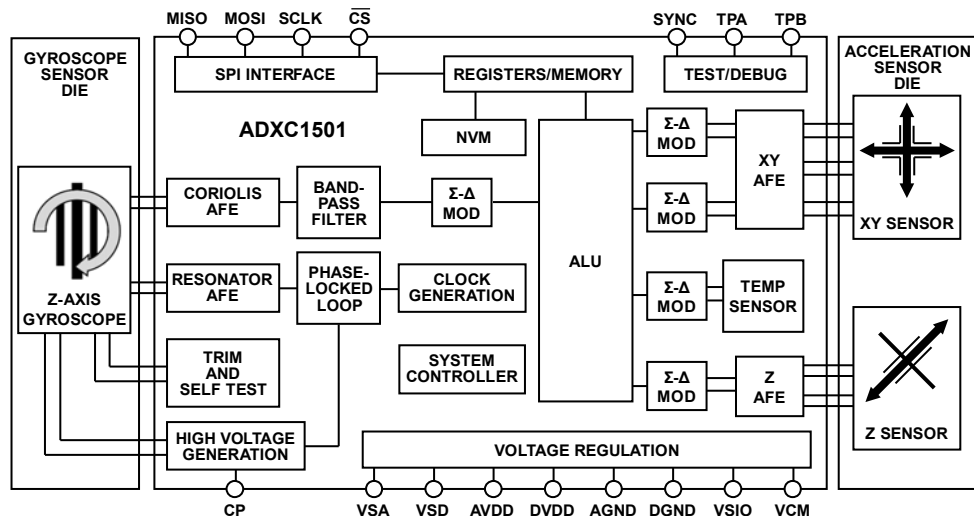 MISO MOSI SCLK CS SYNC TPA TPB
GYROSCOPE
SENSOR
DIE
SPI INTERFACE
REGISTERS/MEMORY
TEST/DEBUG
ACCELERATION
SENSOR
DIE
ADXC1501
NVM
Σ-Δ
MOD
XY
AFE
XY SENSOR
CORIOLIS
AFE
BAND-
PASS
FILTER
Σ-Δ
MOD
Σ-Δ
MOD
ALU
Z-AXIS
GYROSCOPE
RESONATOR
AFE
PHASE-
LOCKED
LOOP
CLOCK
GENERATION
Σ-Δ
MOD
TEMP
SENSOR
TRIM
AND
SELF TEST
SYSTEM
CONTROLLER
Σ-Δ
MOD
Z
AFE
Z SENSOR
HIGH VOLTAGE
GENERATION
VOLTAGE REGULATION
CP VSA VSD AVDD DVDD AGND DGND VSIO VCM